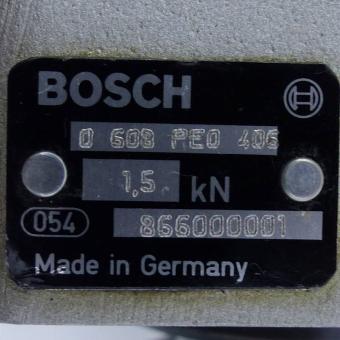 BOSCH
0 608 PE0 406
1,5 kN
054 866000001
Made in Germany